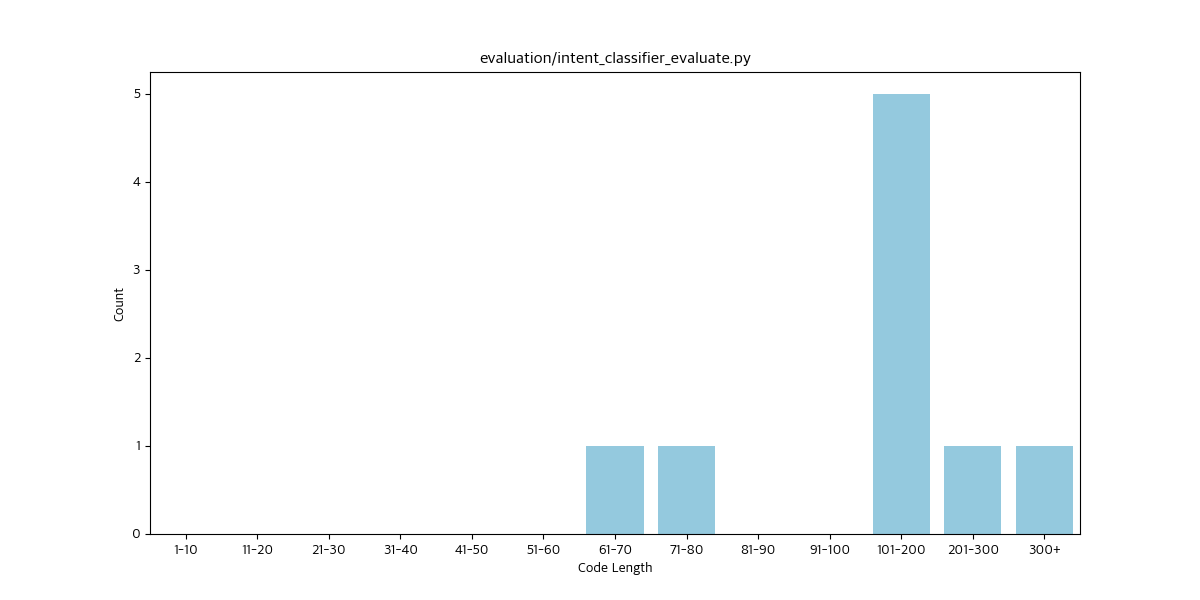 evaluation/intent_classifier_evaluate.py
5
4
3
2
1
0
Count
1-10 11-20 21-30 31-40 41-50 51-60 61-70 71-80 81-90 91-100 101-200 201-300 300+
Code Length